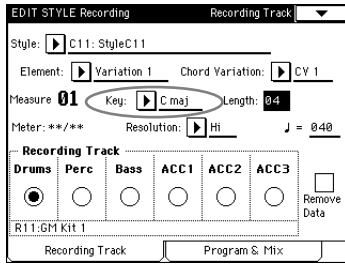 EDIT STYLE Recording Recording Track
Style: C11: StyleC11
Element: Variation 1 Chord Variation: CV 1
Measure 01 Key: C maj Length: 04
Meter: **/** Resolution: Hi ♩ = 040
Recording Track
Drums Perc Bass ACC1 ACC2 ACC3
Remove
Data
R11:GM Kit 1
Recording Track Program & Mix